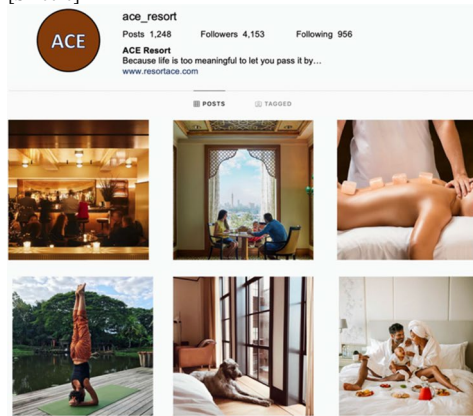 ace_resort
Posts 1,248 Followers 4,153 Following 956
ACE
ACE Resort
Because life is too meaningful to let you pass it by…
www.resortace.com
POSTS TAGGED